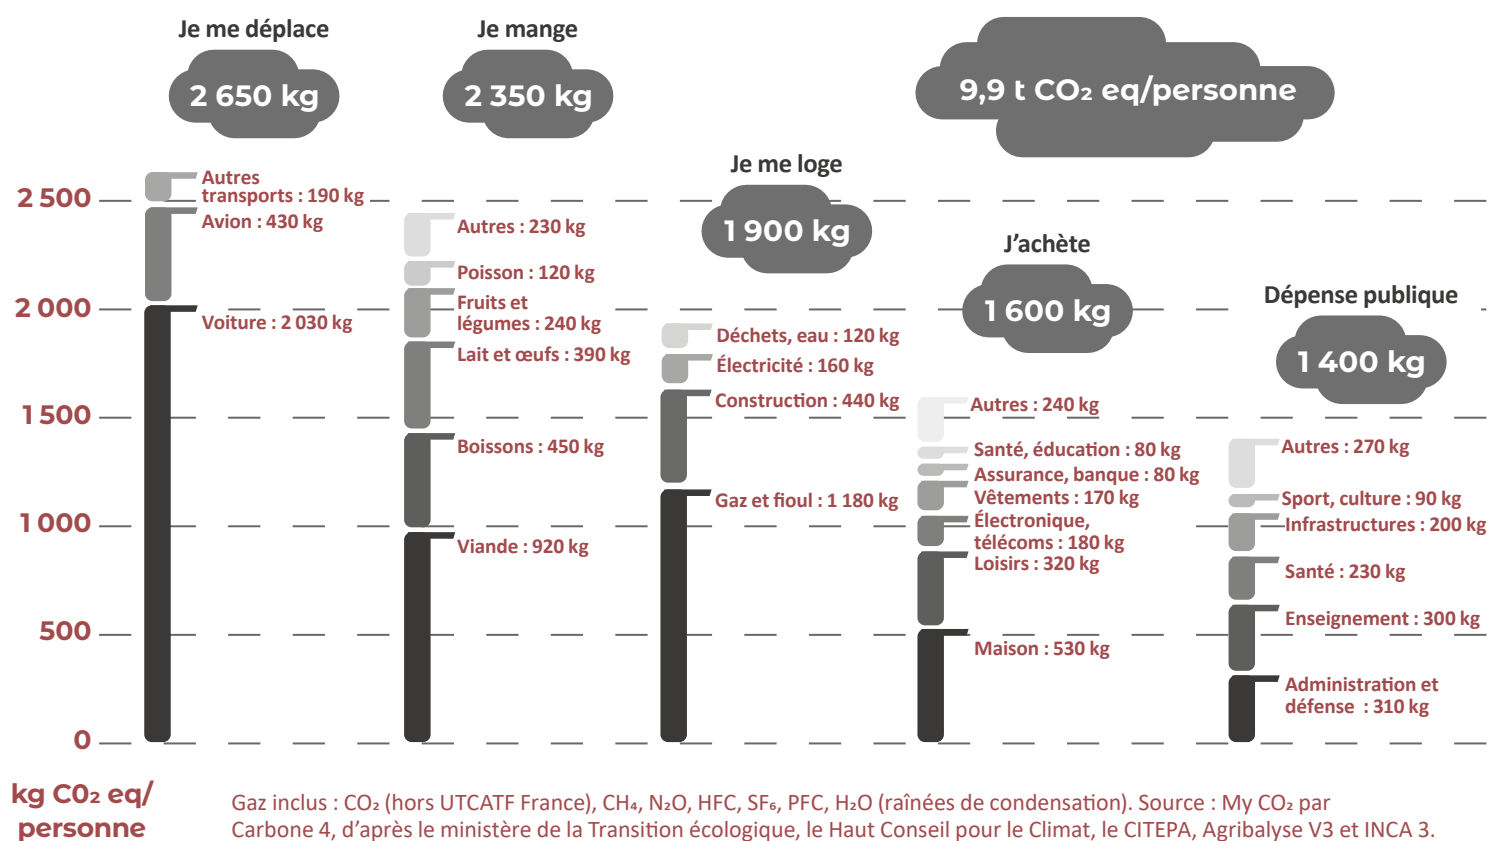 Je me déplace
2 650 kg
Autres
transports : 190 kg
Avion : 430 kg
Voiture : 2 030 kg
Je mange
2 350 kg
Autres : 230 kg
Poisson : 120 kg
Fruits et
légumes : 240 kg
Lait et œufs : 390 kg
Boissons : 450 kg
Viande : 920 kg
9,9 t CO₂ eq/personne
Je me loge
1 900 kg
Déchets, eau : 120 kg
Électricité : 160 kg
Construction : 440 kg
Gaz et fioul : 1 180 kg
J’achète
1 600 kg
Autres : 240 kg
Santé, éducation : 80 kg
Assurance, banque : 80 kg
Vêtements : 170 kg
Électronique,
télécoms : 180 kg
Loisirs : 320 kg
Maison : 530 kg
Dépense publique
1 400 kg
Autres : 270 kg
Sport, culture : 90 kg
Infrastructures : 200 kg
Santé : 230 kg
Enseignement : 300 kg
Administration et
défense : 310 kg
2 500
2 000
1 500
1 000
500
0
kg C0₂ eq/
personne
Gaz inclus : CO₂ (hors UTCATF France), CH₄, N₂O, HFC, SF₆, PFC, H₂O (raînées de condensation). Source : My CO₂ par
Carbone 4, d’après le ministère de la Transition écologique, le Haut Conseil pour le Climat, le CITEPA, Agribalyse V3 et INCA 3.